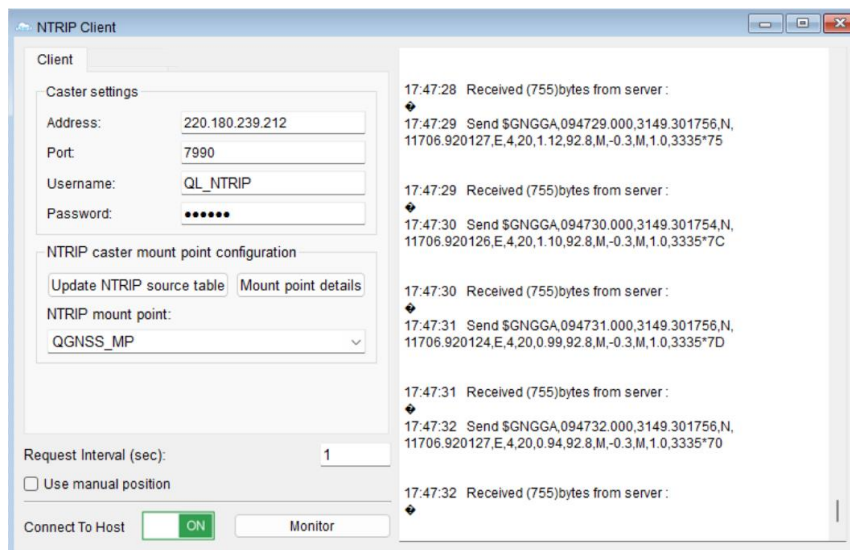 NTRIP Client
Client
Caster settings
Address: 220.180.239.212
Port: 7990
Username: QL_NTRIP
Password: ●●●●●●
NTRIP caster mount point configuration
Update NTRIP source table Mount point details
NTRIP mount point:
QGNSS_MP
Request Interval (sec): 1
Use manual position
Connect To Host ON Monitor
17:47:28 Received (755)bytes from server :
�
17:47:29 Send $GNGGA,094729.000,3149.301756,N,
11706.920127,E,4,20,1.12,92.8,M,-0.3,M,1.0,3335*75
17:47:29 Received (755)bytes from server :
�
17:47:30 Send $GNGGA,094730.000,3149.301754,N,
11706.920126,E,4,20,1.10,92.8,M,-0.3,M,1.0,3335*7C
17:47:30 Received (755)bytes from server :
�
17:47:31 Send $GNGGA,094731.000,3149.301756,N,
11706.920124,E,4,20,0.99,92.8,M,-0.3,M,1.0,3335*7D
17:47:31 Received (755)bytes from server :
�
17:47:32 Send $GNGGA,094732.000,3149.301756,N,
11706.920127,E,4,20,0.94,92.8,M,-0.3,M,1.0,3335*70
17:47:32 Received (755)bytes from server :
�